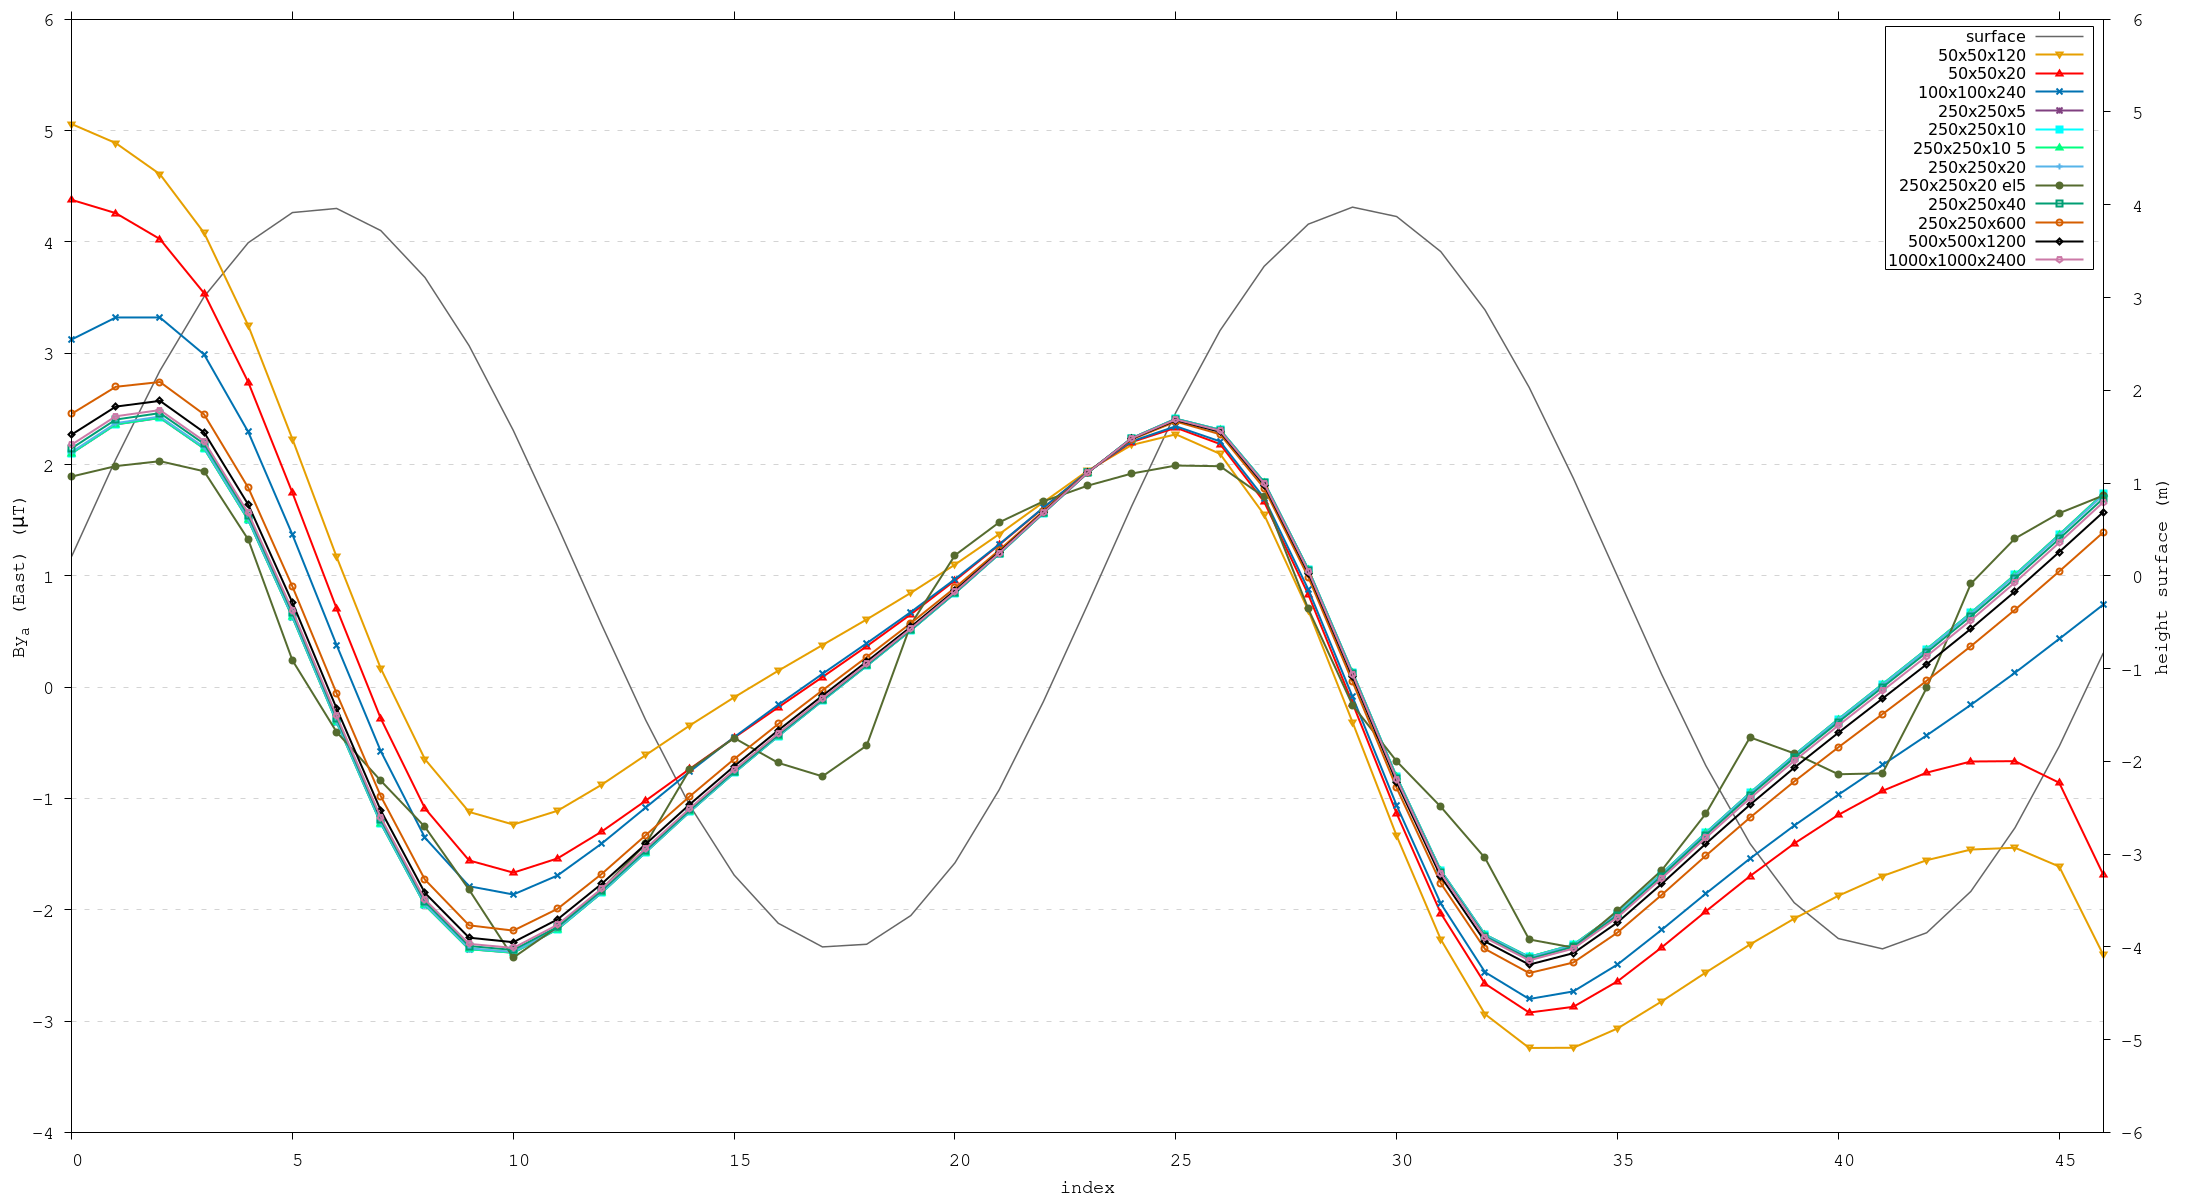 6
5
4
3
2
1
0
−1
−2
−3
−4
By_a (East) (μT)
surface
50x50x120
50x50x20
100x100x240
250x250x5
250x250x10
250x250x10 5
250x250x20
250x250x20 el5
250x250x40
250x250x600
500x500x1200
1000x1000x2400
6
5
4
3
2
1
0
−1
−2
−3
−4
−5
−6
height surface (m)
0 5 10 15 20 25 30 35 40 45
index